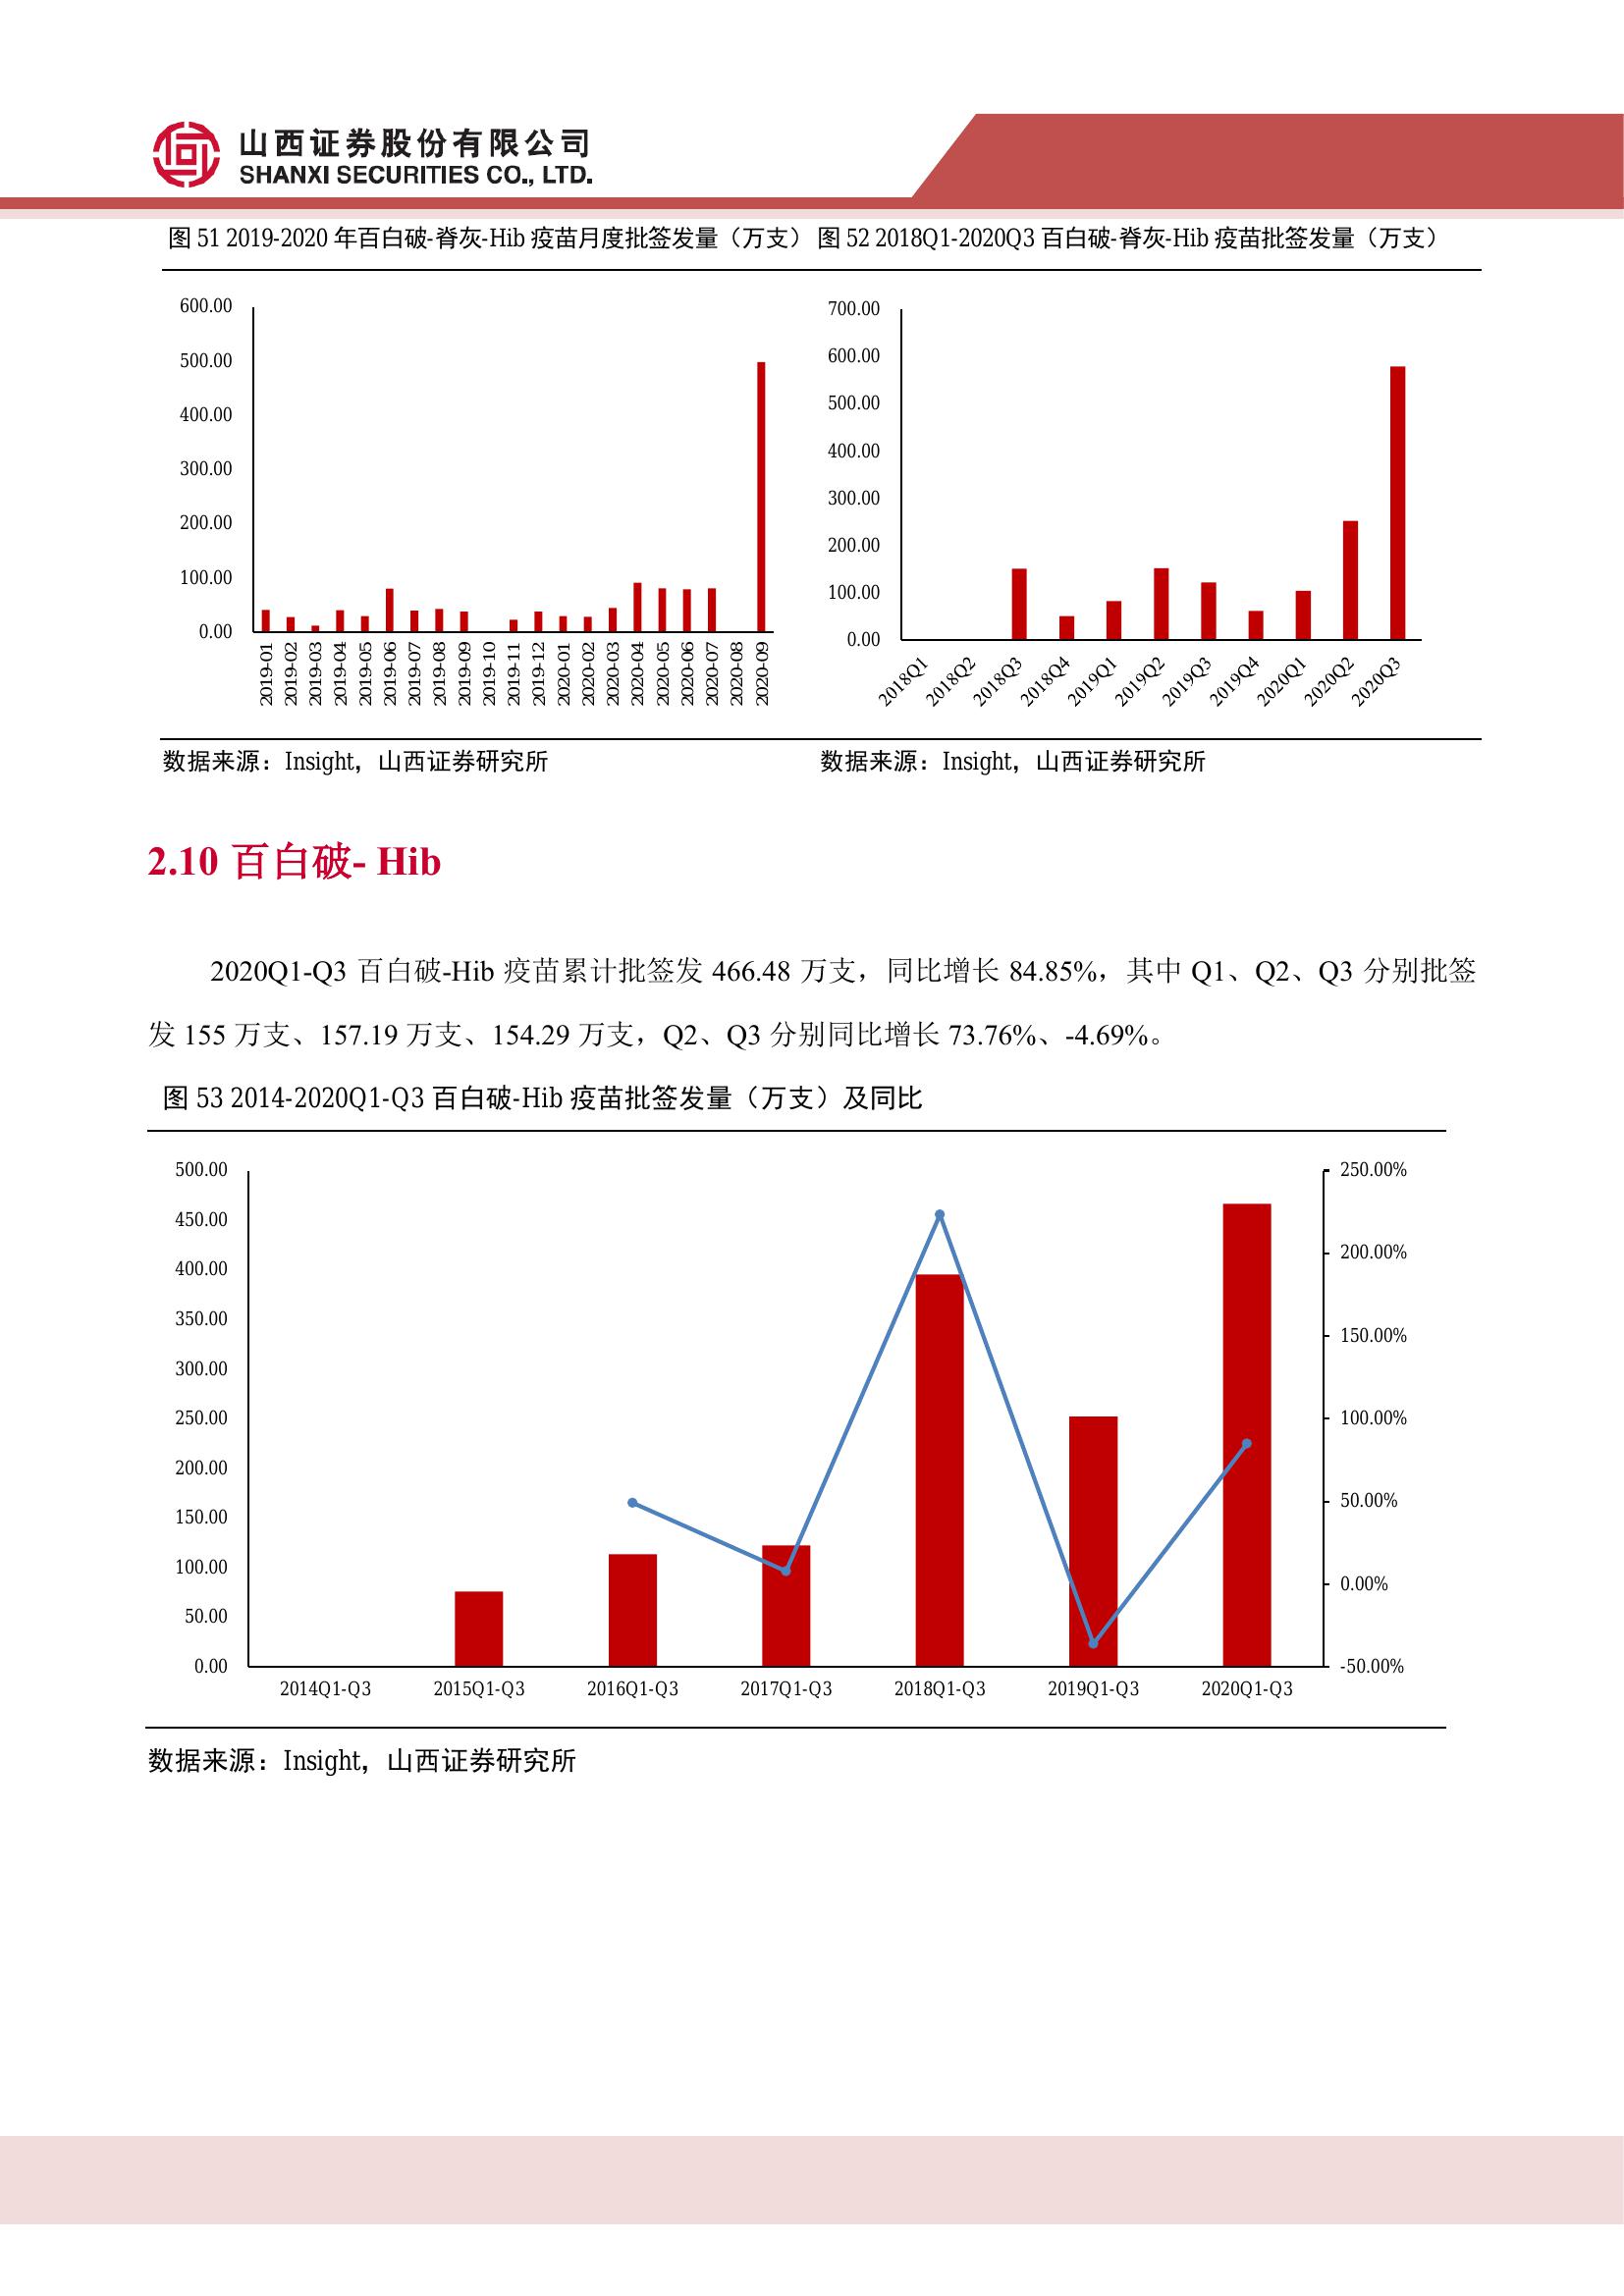 山西证券股份有限公司
SHANXI SECURITIES CO., LTD.
图 51 2019-2020 年百白破-脊灰-Hib 疫苗月度批签发量（万支）
600.00
500.00
400.00
300.00
200.00
100.00
0.00
2019-01
2019-02
2019-03
2019-04
2019-05
2019-06
2019-07
2019-08
2019-09
2019-10
2019-11
2019-12
2020-01
2020-02
2020-03
2020-04
2020-05
2020-06
2020-07
2020-08
2020-09
数据来源：Insight，山西证券研究所
图 52 2018Q1-2020Q3 百白破-脊灰-Hib 疫苗批签发量（万支）
700.00
600.00
500.00
400.00
300.00
200.00
100.00
0.00
2018Q1
2018Q2
2018Q3
2018Q4
2019Q1
2019Q2
2019Q3
2019Q4
2020Q1
2020Q2
2020Q3
数据来源：Insight，山西证券研究所
2.10 百白破- Hib
2020Q1-Q3 百白破-Hib 疫苗累计批签发 466.48 万支，同比增长 84.85%，其中 Q1、Q2、Q3 分别批签
发 155 万支、157.19 万支、154.29 万支，Q2、Q3 分别同比增长 73.76%、-4.69%。
图 53 2014-2020Q1-Q3 百白破-Hib 疫苗批签发量（万支）及同比
500.00
450.00
400.00
350.00
300.00
250.00
200.00
150.00
100.00
50.00
0.00
250.00%
200.00%
150.00%
100.00%
50.00%
0.00%
-50.00%
2014Q1-Q3
2015Q1-Q3
2016Q1-Q3
2017Q1-Q3
2018Q1-Q3
2019Q1-Q3
2020Q1-Q3
数据来源：Insight，山西证券研究所